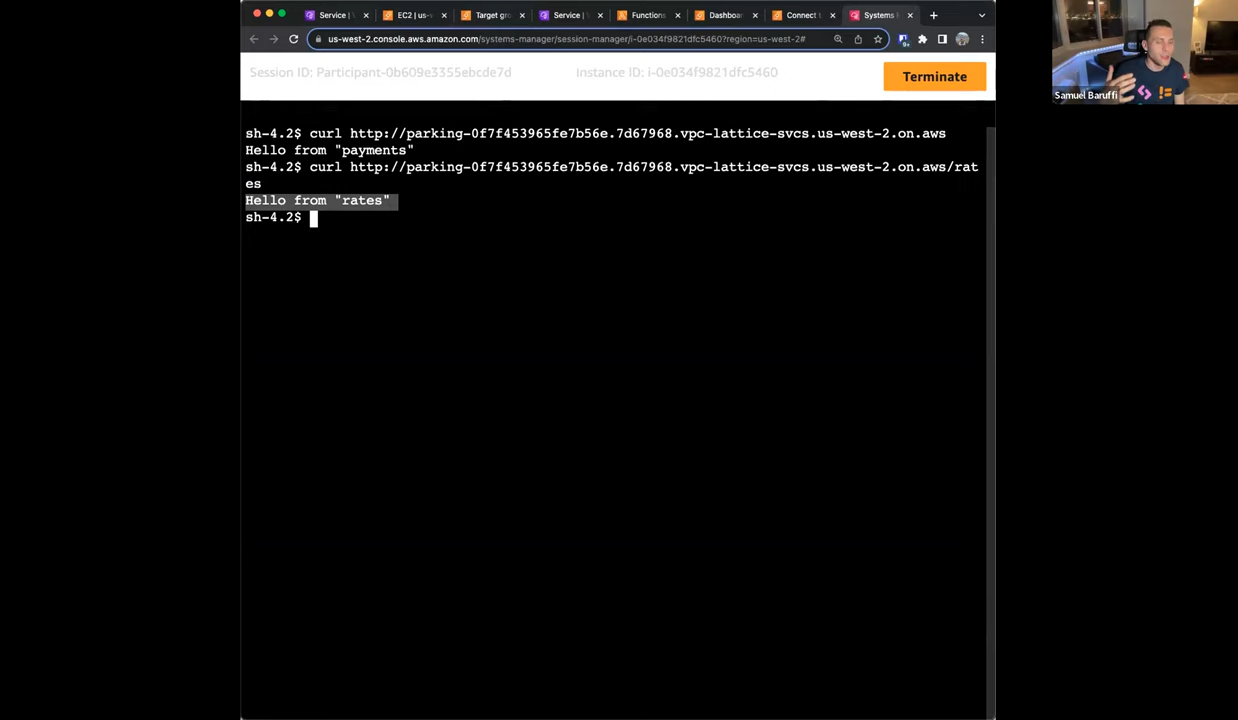 Service |
EC2 | us-
Target gro
Service |
Functions
Dashboar
Connect t
Systems
us-west-2.console.aws.amazon.com/systems-manager/session-manager/i-0e034f9821dfc5460?region=us-west-2#
Session ID: Participant-0b609e3355ebcde7d
Instance ID: i-0e034f9821dfc5460
Terminate
Samuel Baruffi
sh-4.2$ curl http://parking-0f7f453965fe7b56e.7d67968.vpc-lattice-svcs.us-west-2.on.aws
Hello from "payments"
sh-4.2$ curl http://parking-0f7f453965fe7b56e.7d67968.vpc-lattice-svcs.us-west-2.on.aws/rat
es
Hello from "rates"
sh-4.2$